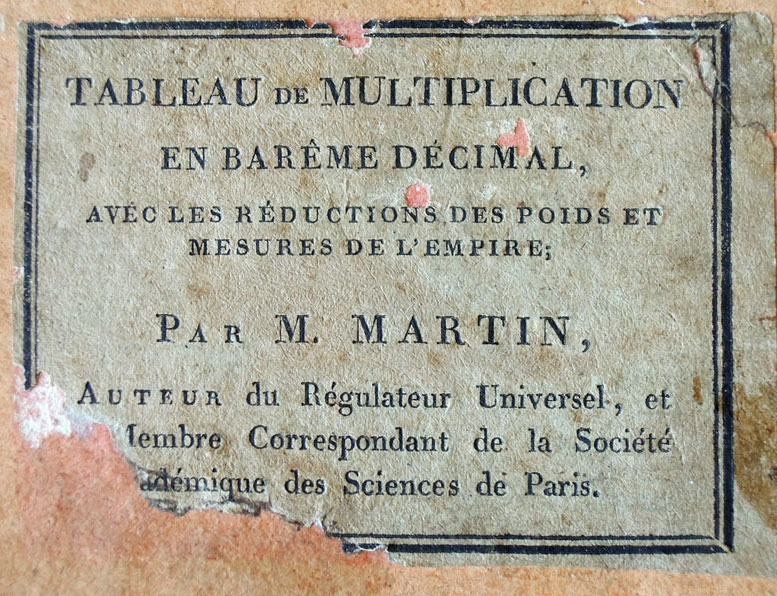 TABLEAU DE MULTIPLICATION
EN BARÊME DÉCIMAL,
AVEC LES RÉDUCTIONS DES POIDS ET
MESURES DE L'EMPIRE;
PAR M. MARTIN,
AUTEUR du Régulateur Universel, et
Membre Correspondant de la Société
adémique des Sciences de Paris.